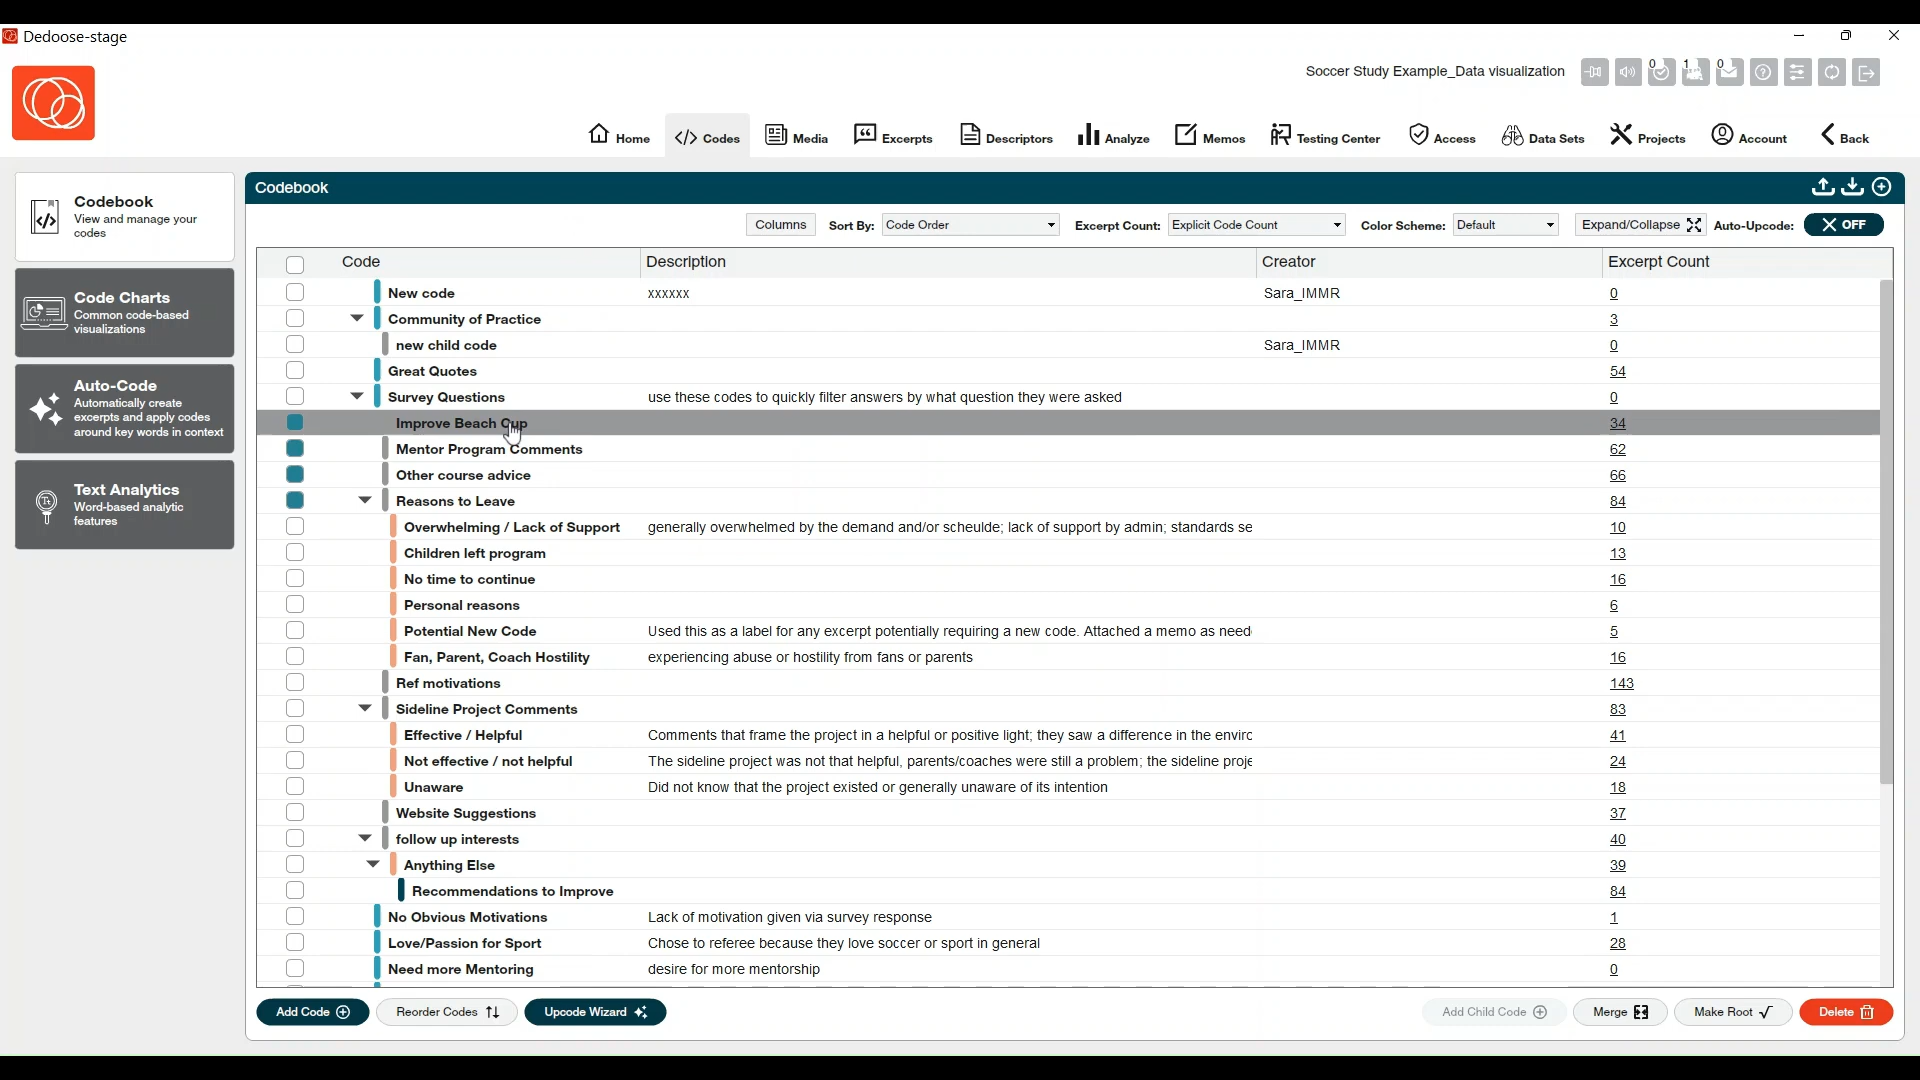 Dedoose-stage
Soccer Study Example_Data visualization
0
1
0
Home
Codes
Media
Excerpts
Descriptors
Analyze
Memos
Testing Center
Access
Data Sets
Projects
Account
Back
Codebook
View and manage your
codes
Code Charts
Common code-based
visualizations
Auto-Code
Automatically create
excerpts and apply codes
around key words in context
Text Analytics
Word-based analytic
features
Codebook
Columns Sort By: Code Order Excerpt Count: Explicit Code Count Color Scheme: Default Expand/Collapse Auto-Upcode: OFF
Code Description Creator Excerpt Count
New code xxxxxx Sara_IMMR 0
Community of Practice 3
new child code Sara_IMMR 0
Great Quotes 54
Survey Questions use these codes to quickly filter answers by what question they were asked 0
Improve Beach Cup 34
Mentor Program Comments 62
Other course advice 66
Reasons to Leave 84
Overwhelming / Lack of Support generally overwhelmed by the demand and/or scheulde; lack of support by admin; standards se 10
Children left program 13
No time to continue 16
Personal reasons 6
Potential New Code Used this as a label for any excerpt potentially requiring a new code. Attached a memo as need 5
Fan, Parent, Coach Hostility experiencing abuse or hostility from fans or parents 16
Ref motivations 143
Sideline Project Comments 83
Effective / Helpful Comments that frame the project in a helpful or positive light; they saw a difference in the envirc 41
Not effective / not helpful The sideline project was not that helpful, parents/coaches were still a problem; the sideline proje 24
Unaware Did not know that the project existed or generally unaware of its intention 18
Website Suggestions 37
follow up interests 40
Anything Else 39
Recommendations to Improve 84
No Obvious Motivations Lack of motivation given via survey response 1
Love/Passion for Sport Chose to referee because they love soccer or sport in general 28
Need more Mentoring desire for more mentorship 0
Add Code Reorder Codes Upcode Wizard Add Child Code Merge Make Root Delete